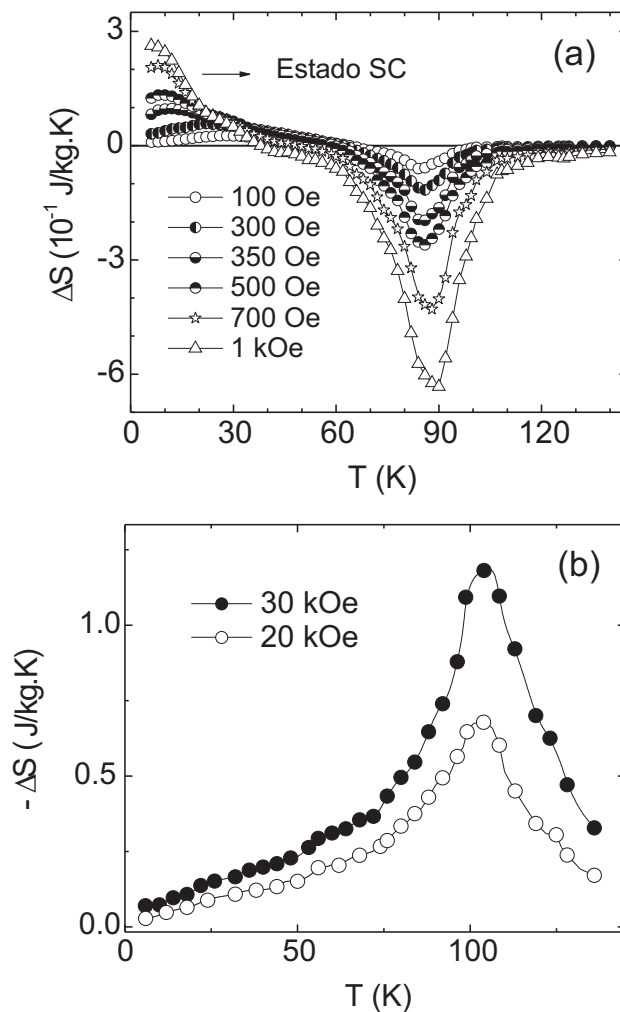 (a)
Estado SC
3
0
-3
-6
ΔS (10⁻¹ J/kg.K)
100 Oe
300 Oe
350 Oe
500 Oe
700 Oe
1 kOe
0 30 60 90 120
T (K)
(b)
30 kOe
20 kOe
1.0
0.5
0.0
- ΔS ( J/kg.K)
0 50 100
T (K)